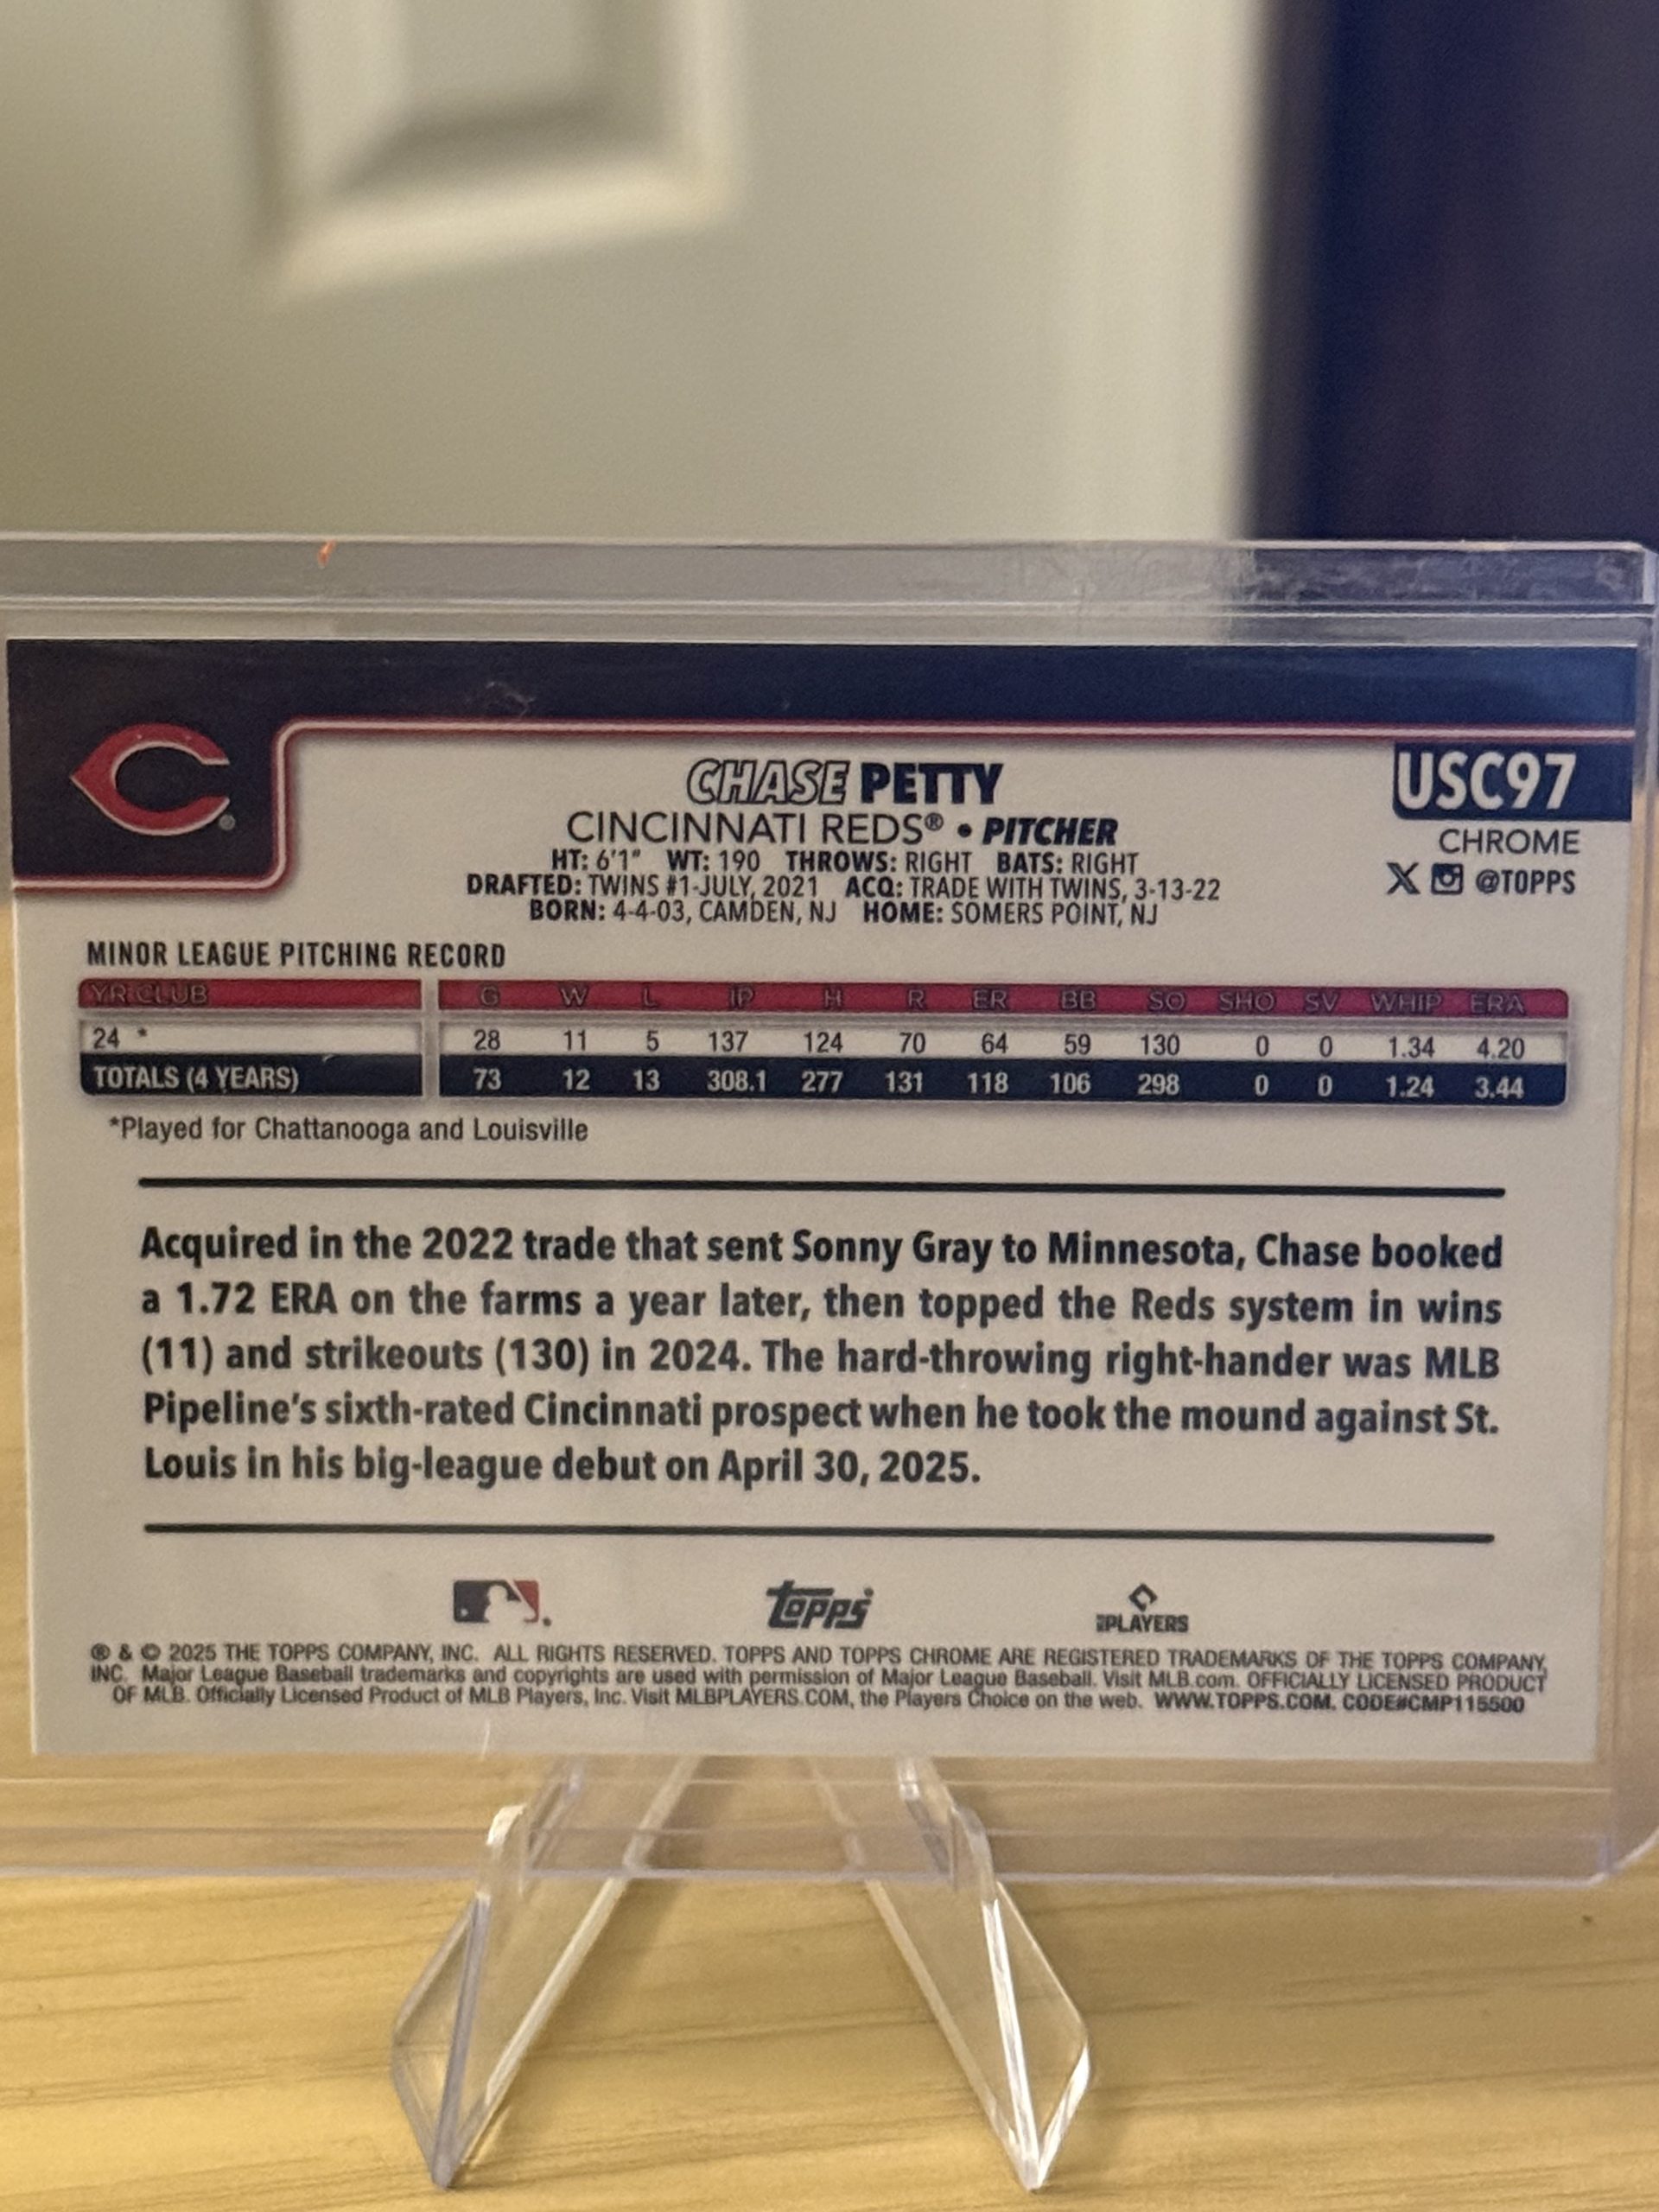 CHASE PETTY
USC97
CINCINNATI REDS® • PITCHER
CHROME
HT: 6'1" WT: 190 THROWS: RIGHT BATS: RIGHT
X @TOPPS
DRAFTED: TWINS #1-JULY, 2021 ACQ: TRADE WITH TWINS, 3-13-22
BORN: 4-4-03, CAMDEN, NJ HOME: SOMERS POINT, NJ
MINOR LEAGUE PITCHING RECORD
YR CLUB G W L IP H R ER BB SO SHO SV WHIP ERA
24 * 28 11 5 137 124 70 64 59 130 0 0 1.34 4.20
TOTALS (4 YEARS) 73 12 13 308.1 277 131 118 106 298 0 0 1.24 3.44
*Played for Chattanooga and Louisville
Acquired in the 2022 trade that sent Sonny Gray to Minnesota, Chase booked
a 1.72 ERA on the farms a year later, then topped the Reds system in wins
(11) and strikeouts (130) in 2024. The hard-throwing right-hander was MLB
Pipeline's sixth-rated Cincinnati prospect when he took the mound against St.
Louis in his big-league debut on April 30, 2025.
topps
PLAYERS
® & © 2025 THE TOPPS COMPANY, INC. ALL RIGHTS RESERVED. TOPPS AND TOPPS CHROME ARE REGISTERED TRADEMARKS OF THE TOPPS COMPANY,
INC. Major League Baseball trademarks and copyrights are used with permission of Major League Baseball. Visit MLB.com. OFFICIALLY LICENSED PRODUCT
OF MLB. Officially Licensed Product of MLB Players, Inc. Visit MLBPLAYERS.COM, the Players Choice on the web. WWW.TOPPS.COM. CODE#CMP115500